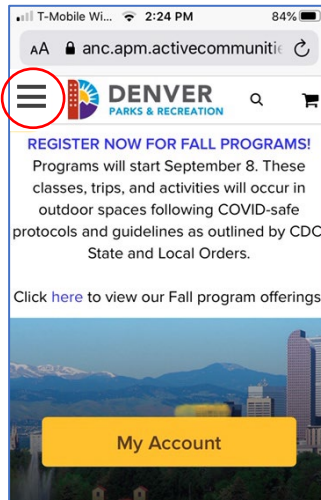 T-Mobile Wi... 2:24 PM 84%
AA anc.apm.activecommunitie
DENVER
PARKS & RECREATION
REGISTER NOW FOR FALL PROGRAMS!
Programs will start September 8. These
classes, trips, and activities will occur in
outdoor spaces following COVID-safe
protocols and guidelines as outlined by CDC
State and Local Orders.
Click here to view our Fall program offerings
My Account